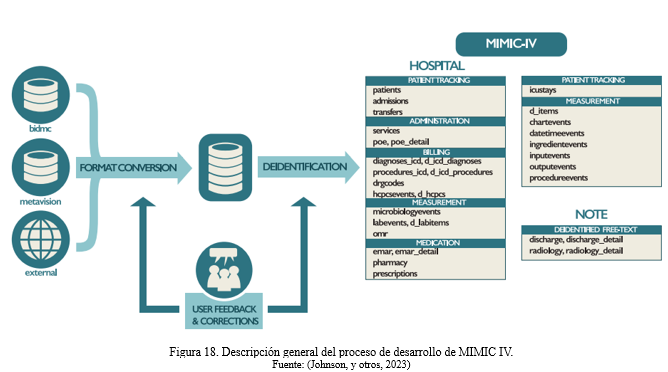 MIMIC-IV
HOSPITAL
PATIENT TRACKING
patients
admissions
transfers
ADMINISTRATION
services
poe, poe_detail
BILLING
diagnoses_icd, d_icd_diagnoses
procedures_icd, d_icd_procedures
drgcodes
hcpcsevents, d_hcpcs
MEASUREMENT
microbiologyevents
labevents, d_labitems
omr
MEDICATION
emar, emar_detail
pharmacy
prescriptions
PATIENT TRACKING
icustays
MEASUREMENT
d_items
chartevents
datetimeevents
ingredientevents
inputevents
outputevents
procedureevents
NOTE
DEIDENTIFIED FREE-TEXT
discharge, discharge_detail
radiology, radiology_detail
bidmc
metavision
external
FORMAT CONVERSION
DEIDENTIFICATION
USER FEEDBACK
& CORRECTIONS
Figura 18. Descripción general del proceso de desarrollo de MIMIC IV.
Fuente: (Johnson, y otros, 2023)